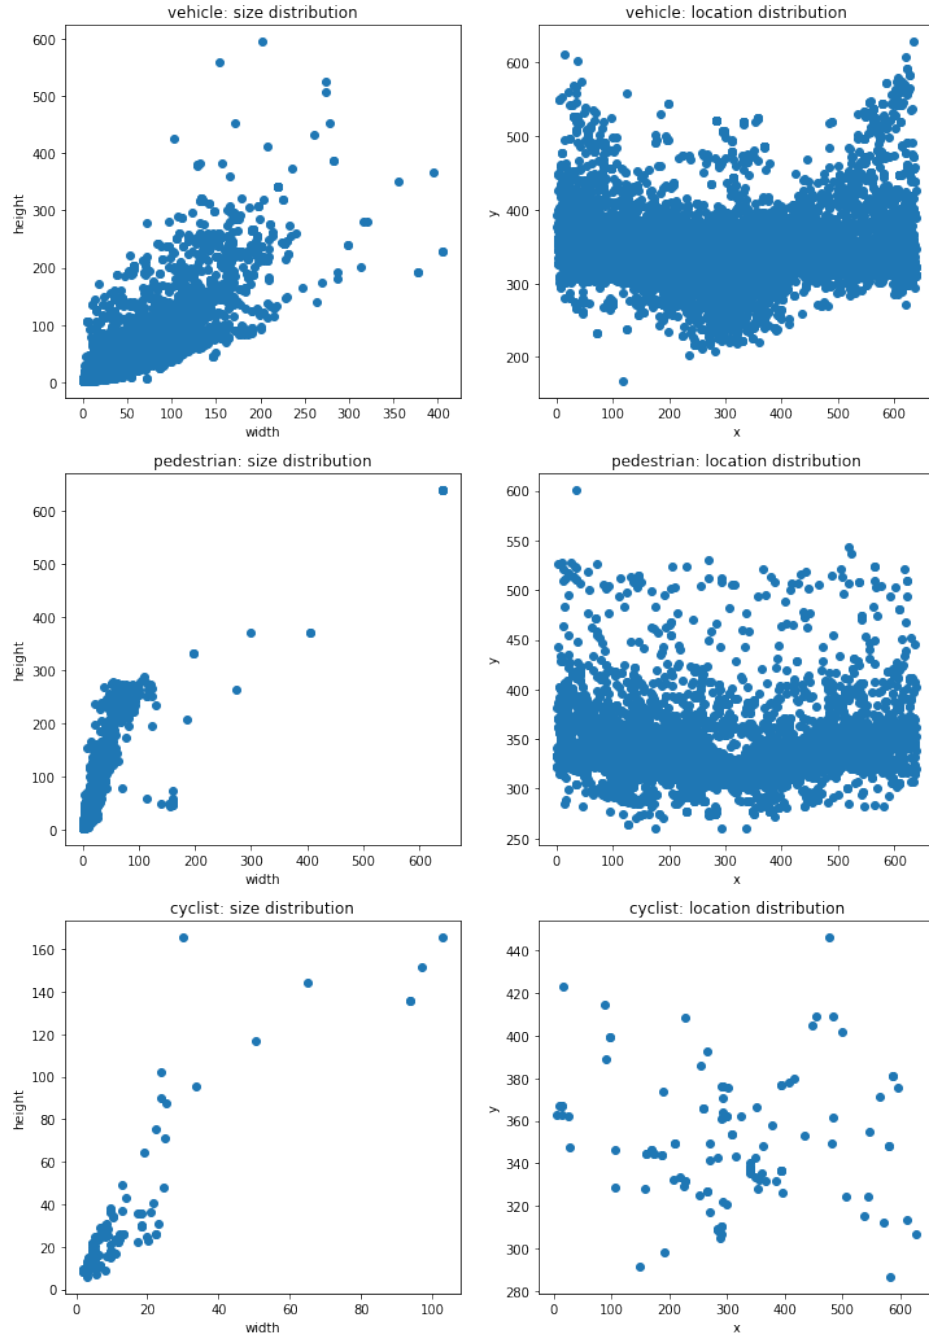 vehicle: size distribution
600
500
400
300
200
100
0
height
0 50 100 150 200 250 300 350 400
width
vehicle: location distribution
600
500
400
300
200
y
0 100 200 300 400 500 600
x
pedestrian: size distribution
600
500
400
300
200
100
0
height
0 100 200 300 400 500 600
width
pedestrian: location distribution
600
550
500
450
400
350
300
250
y
0 100 200 300 400 500 600
x
cyclist: size distribution
160
140
120
100
80
60
40
20
0
height
0 20 40 60 80 100
width
cyclist: location distribution
440
420
400
380
360
340
320
300
280
y
0 100 200 300 400 500 600
x